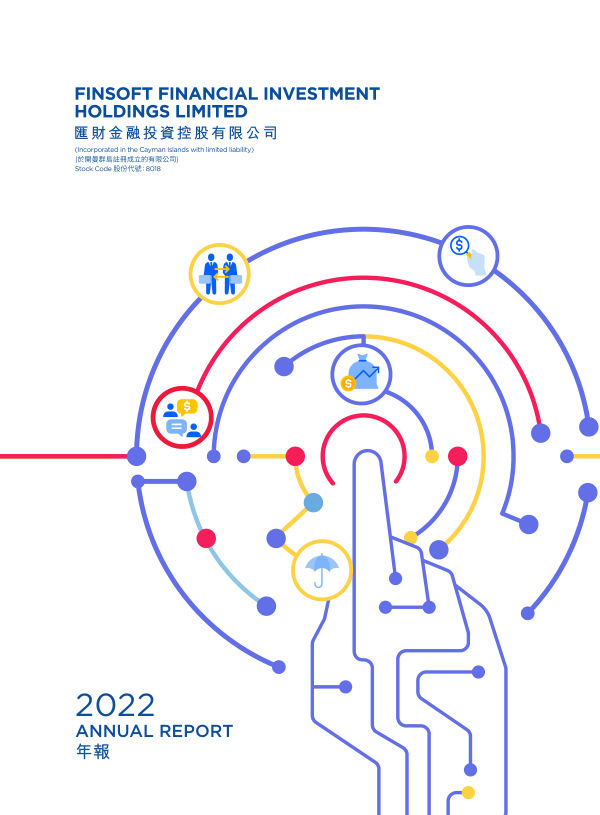 FINSOFT FINANCIAL INVESTMENT
HOLDINGS LIMITED
匯財金融投資控股有限公司
(Incorporated in the Cayman Islands with limited liability)
(於開曼群島註冊成立的有限公司)
Stock Code 股份代號: 8018
$
$
$
$
2022
ANNUAL REPORT
年報